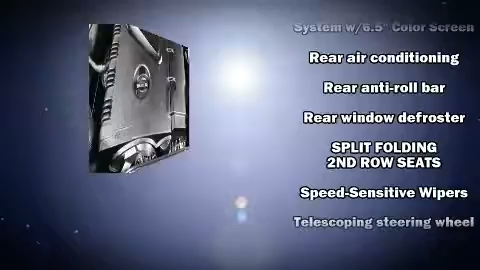 System w/6.5" Color Screen
Rear air conditioning
Rear anti-roll bar
Rear window defroster
SPLIT FOLDING
2ND ROW SEATS
Speed-Sensitive Wipers
Telescoping steering wheel